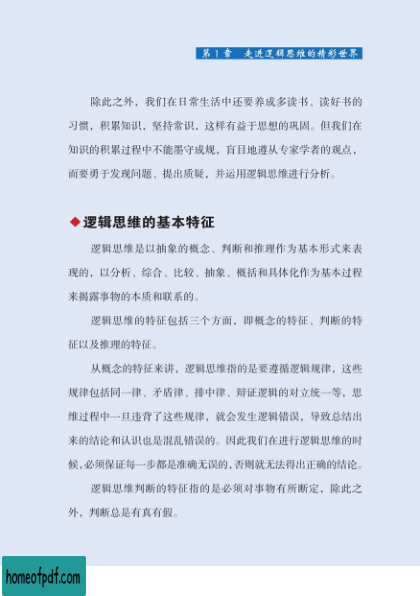 第 1 章 走进逻辑思维的精彩世界
除此之外，我们在日常生活中还要养成多读书、读好书的
习惯，积累知识，坚持常识，这样有益于思想的巩固。但我们在
知识的积累过程中不能墨守成规，盲目地遵从专家学者的观点，
而要勇于发现问题、提出质疑，并运用逻辑思维进行分析。
◆逻辑思维的基本特征
逻辑思维是以抽象的概念、判断和推理作为基本形式来表
现的，以分析、综合、比较、抽象、概括和具体化作为基本过程
来揭露事物的本质和联系的。
逻辑思维的特征包括三个方面，即概念的特征、判断的特
征以及推理的特征。
从概念的特征来讲，逻辑思维指的是要遵循逻辑规律，这些
规律包括同一律、矛盾律、排中律、辩证逻辑的对立统一等，思
维过程中一旦违背了这些规律，就会发生逻辑错误，导致总结出
来的结论和认识也是混乱错误的。因此我们在进行逻辑思维的时
候，必须保证每一步都是准确无误的，否则就无法得出正确的结论。
逻辑思维判断的特征指的是必须对事物有所断定，除此之
外，判断总是有真有假。
homeofpdf.com